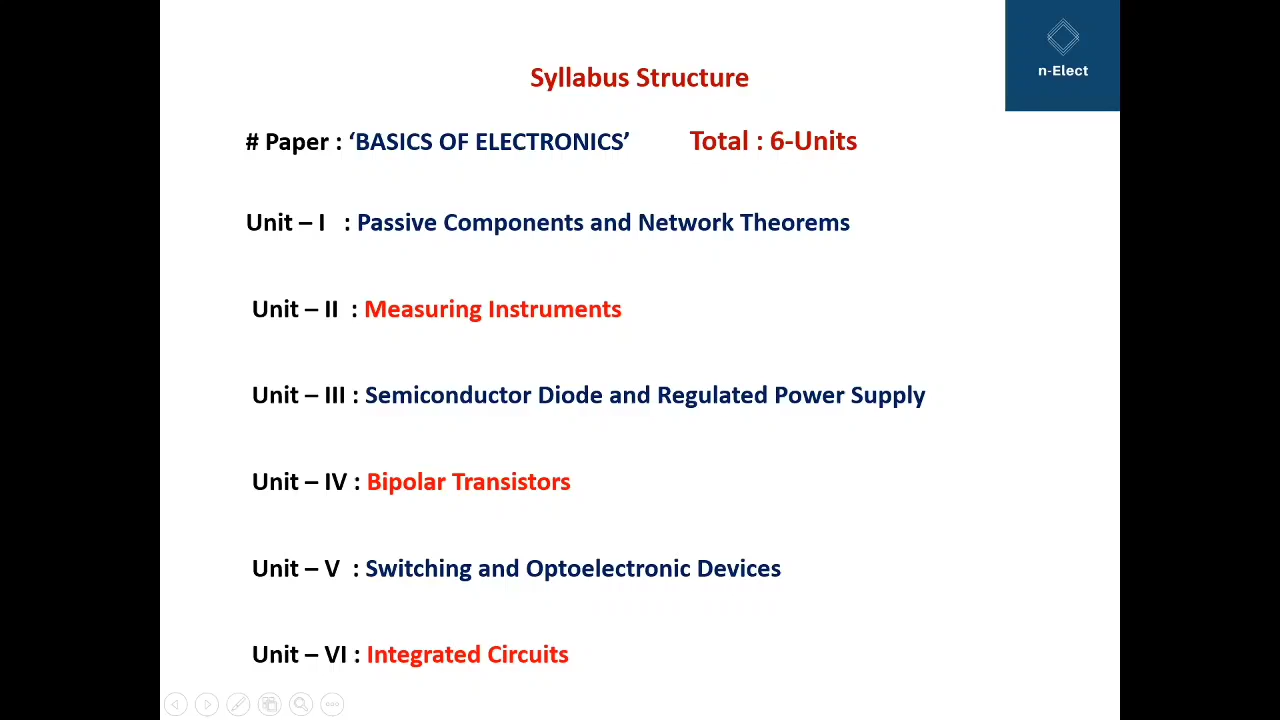 n-Elect
Syllabus Structure
# Paper : ‘BASICS OF ELECTRONICS’ Total : 6-Units
Unit – I : Passive Components and Network Theorems
Unit – II : Measuring Instruments
Unit – III : Semiconductor Diode and Regulated Power Supply
Unit – IV : Bipolar Transistors
Unit – V : Switching and Optoelectronic Devices
Unit – VI : Integrated Circuits